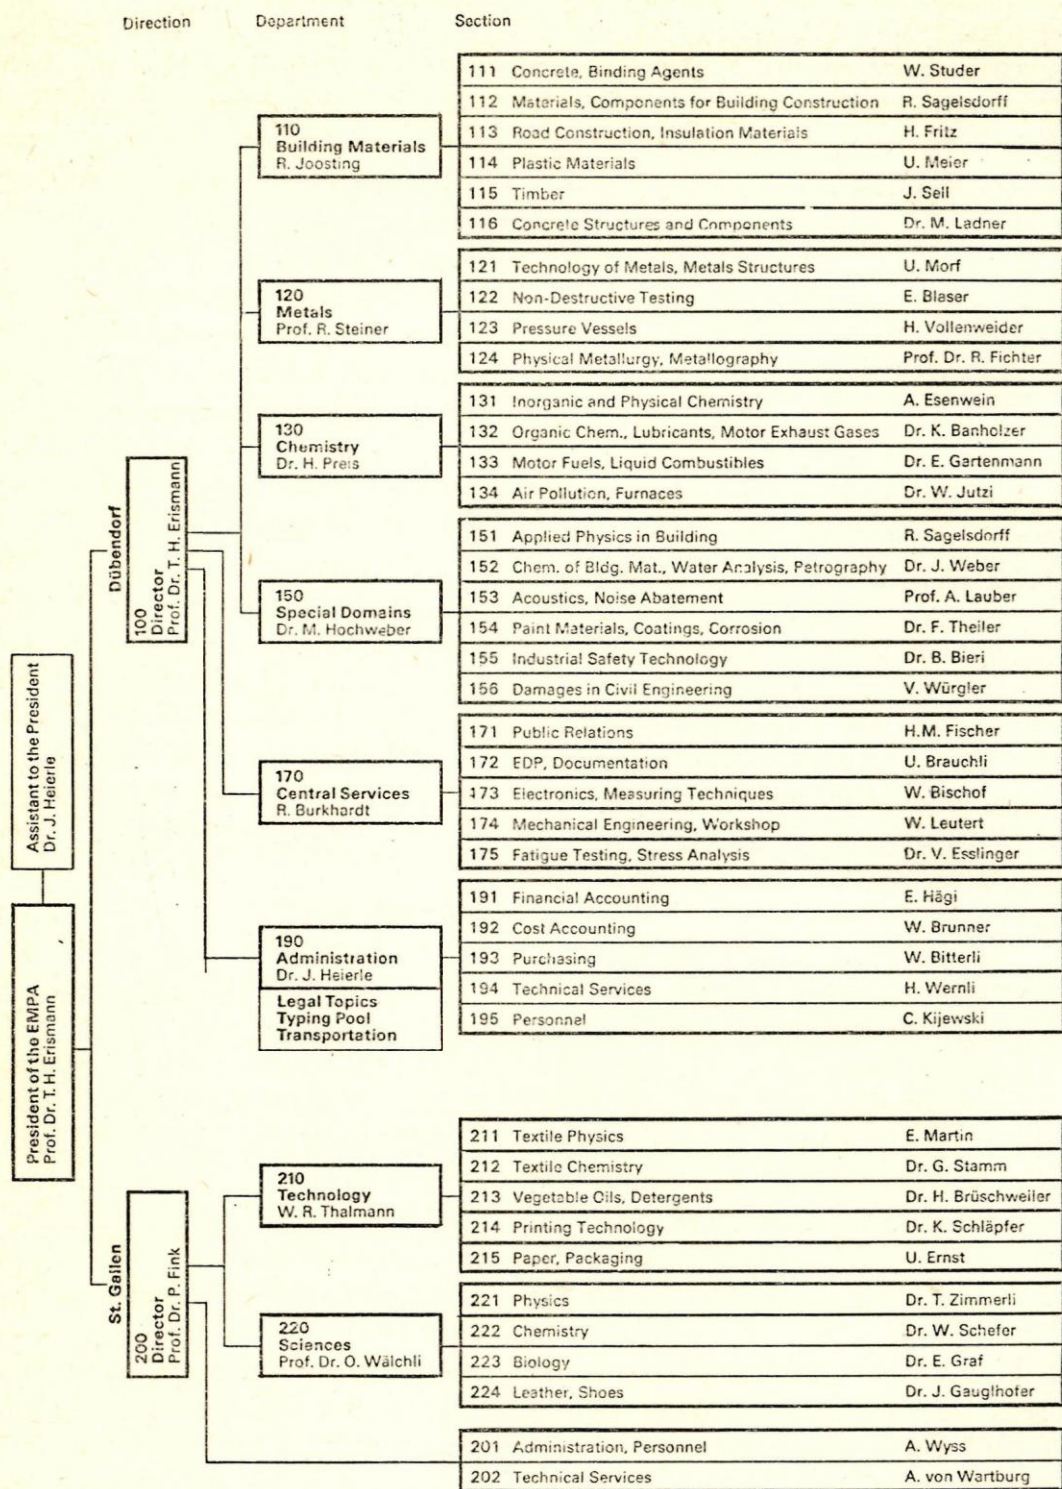 Direction Department Section
President of the EMPA
Prof. Dr. T. H. Erismann
Assistant to the President
Dr. J. Heierle
Dübendorf
100
Director
Prof. Dr. T. H. Erismann
110
Building Materials
R. Joosting
111 Concrete, Binding Agents W. Studer
112 Materials, Components for Building Construction R. Sagelsdorff
113 Road Construction, Insulation Materials H. Fritz
114 Plastic Materials U. Meier
115 Timber J. Sell
116 Concrete Structures and Components Dr. M. Ladner
120
Metals
Prof. R. Steiner
121 Technology of Metals, Metals Structures U. Morf
122 Non-Destructive Testing E. Blaser
123 Pressure Vessels H. Vollenweider
124 Physical Metallurgy, Metallography Prof. Dr. R. Fichter
130
Chemistry
Dr. H. Preis
131 Inorganic and Physical Chemistry A. Esenwein
132 Organic Chem., Lubricants, Motor Exhaust Gases Dr. K. Banholzer
133 Motor Fuels, Liquid Combustibles Dr. E. Gartenmann
134 Air Pollution, Furnaces Dr. W. Jutzi
150
Special Domains
Dr. M. Hochweber
151 Applied Physics in Building R. Sagelsdorff
152 Chem. of Bldg. Mat., Water Analysis, Petrography Dr. J. Weber
153 Acoustics, Noise Abatement Prof. A. Lauber
154 Paint Materials, Coatings, Corrosion Dr. F. Theiler
155 Industrial Safety Technology Dr. B. Bieri
156 Damages in Civil Engineering V. Würgler
170
Central Services
R. Burkhardt
171 Public Relations H.M. Fischer
172 EDP, Documentation U. Brauchli
173 Electronics, Measuring Techniques W. Bischof
174 Mechanical Engineering, Workshop W. Leutert
175 Fatigue Testing, Stress Analysis Dr. V. Esslinger
190
Administration
Dr. J. Heierle
Legal Topics
Typing Pool
Transportation
191 Financial Accounting E. Hägi
192 Cost Accounting W. Brunner
193 Purchasing W. Bitterli
194 Technical Services H. Wernli
195 Personnel C. Kijewski
St. Gallen
200
Director
Prof. Dr. P. Fink
210
Technology
W. R. Thalmann
211 Textile Physics E. Martin
212 Textile Chemistry Dr. G. Stamm
213 Vegetable Oils, Detergents Dr. H. Brüschweiler
214 Printing Technology Dr. K. Schläpfer
215 Paper, Packaging U. Ernst
220
Sciences
Prof. Dr. O. Wälchli
221 Physics Dr. T. Zimmerli
222 Chemistry Dr. W. Schefer
223 Biology Dr. E. Graf
224 Leather, Shoes Dr. J. Gauglhofer
201 Administration, Personnel A. Wyss
202 Technical Services A. von Wartburg